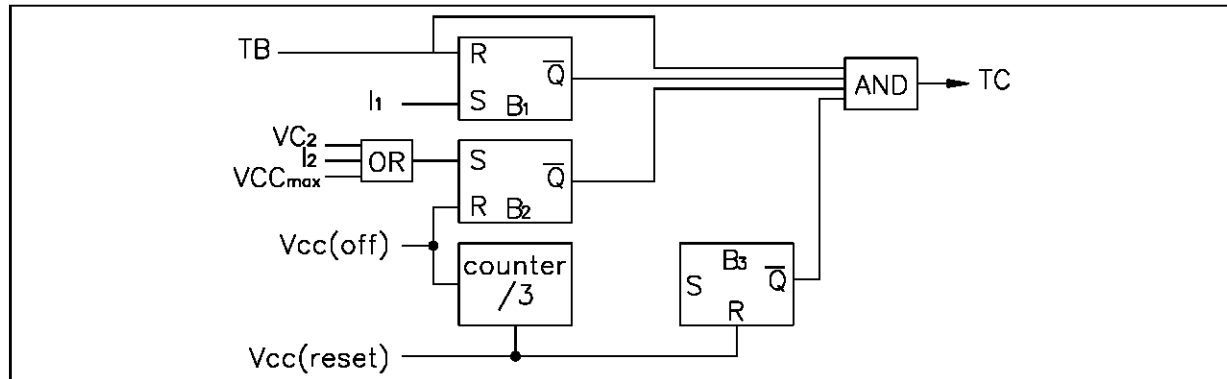 TB
R
Q
S
B1
I1
AND
TC
VC2
I2
VCCmax
OR
S
Q
R
B2
Vcc(off)
counter
/3
B3
S
Q
R
Vcc(reset)